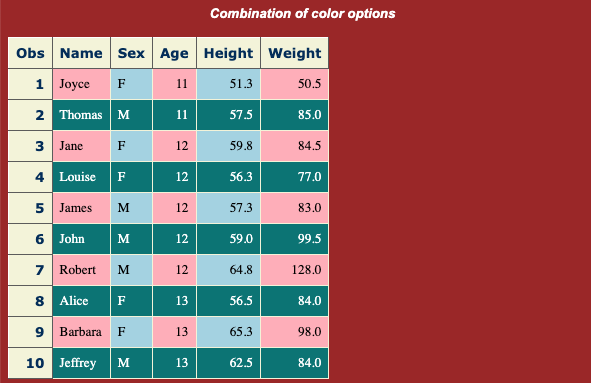 Combination of color options
Obs Name Sex Age Height Weight
1 Joyce F 11 51.3 50.5
2 Thomas M 11 57.5 85.0
3 Jane F 12 59.8 84.5
4 Louise F 12 56.3 77.0
5 James M 12 57.3 83.0
6 John M 12 59.0 99.5
7 Robert M 12 64.8 128.0
8 Alice F 13 56.5 84.0
9 Barbara F 13 65.3 98.0
10 Jeffrey M 13 62.5 84.0